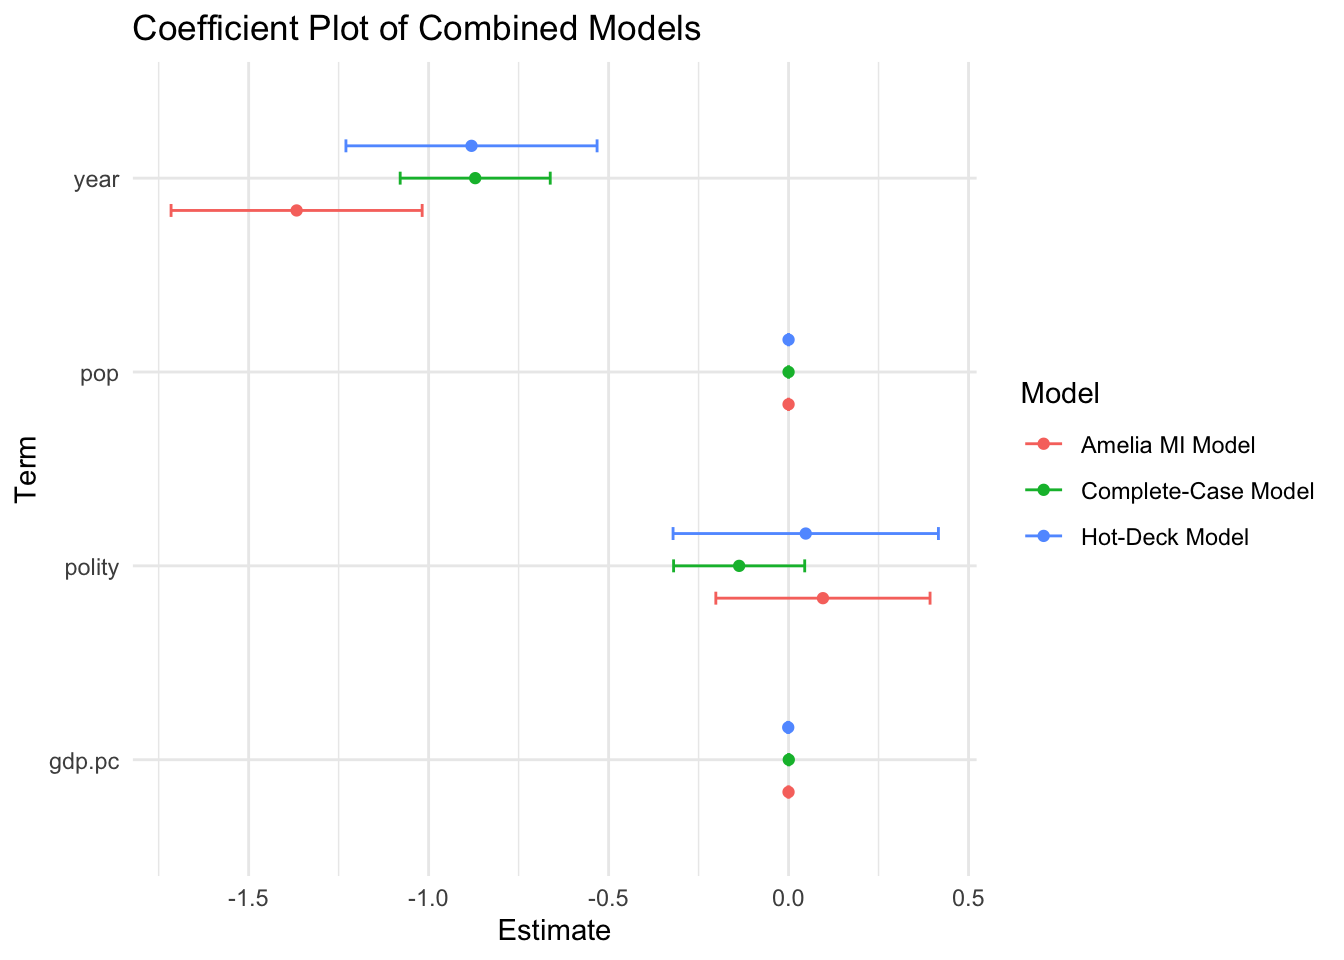 Coefficient Plot of Combined Models
year
pop
polity
gdp.pc
Term
-1.5
-1.0
-0.5
0.0
0.5
Estimate
Model
Amelia MI Model
Complete-Case Model
Hot-Deck Model